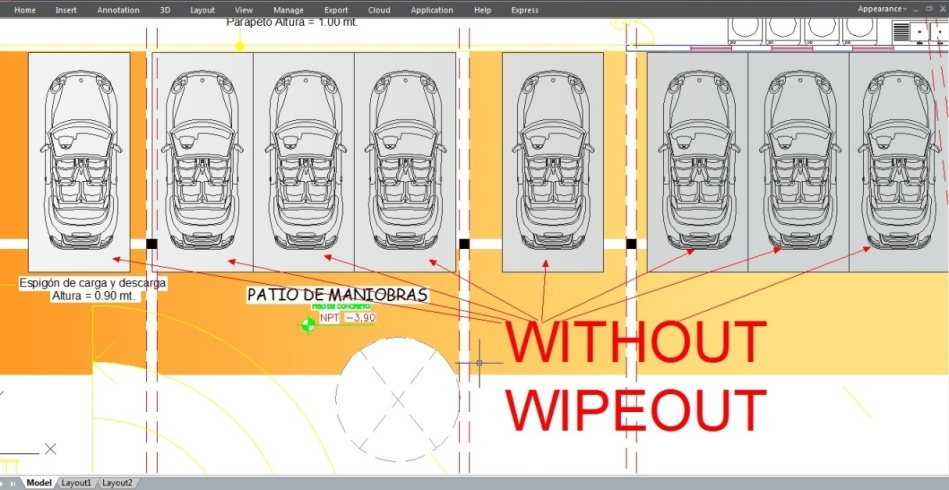 Home Insert Annotation 3D Layout View Manage Export Cloud Application Help Express Appearance
Parapeto Altura = 1.00 mt.
Espigón de carga y descarga
Altura = 0.90 mt.
PATIO DE MANIOBRAS
PISO DE CONCRETO
NPT -3.90
WITHOUT
WIPEOUT
Model Layout1 Layout2